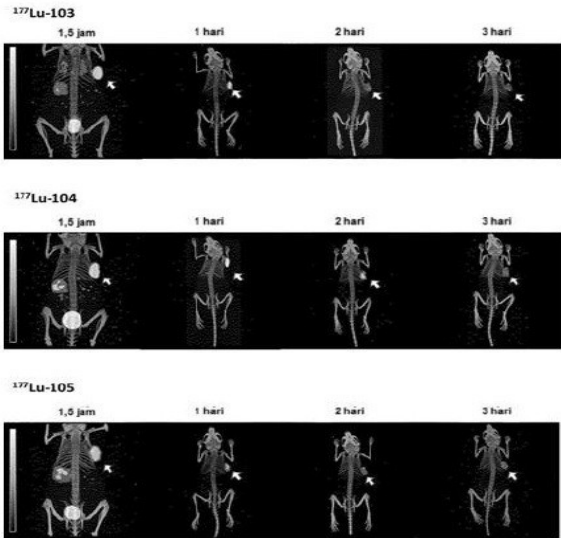 ¹⁷⁷Lu-103
1,5 jam 1 hari 2 hari 3 hari
¹⁷⁷Lu-104
1,5 jam 1 hari 2 hari 3 hari
¹⁷⁷Lu-105
1,5 jam 1 hari 2 hari 3 hari